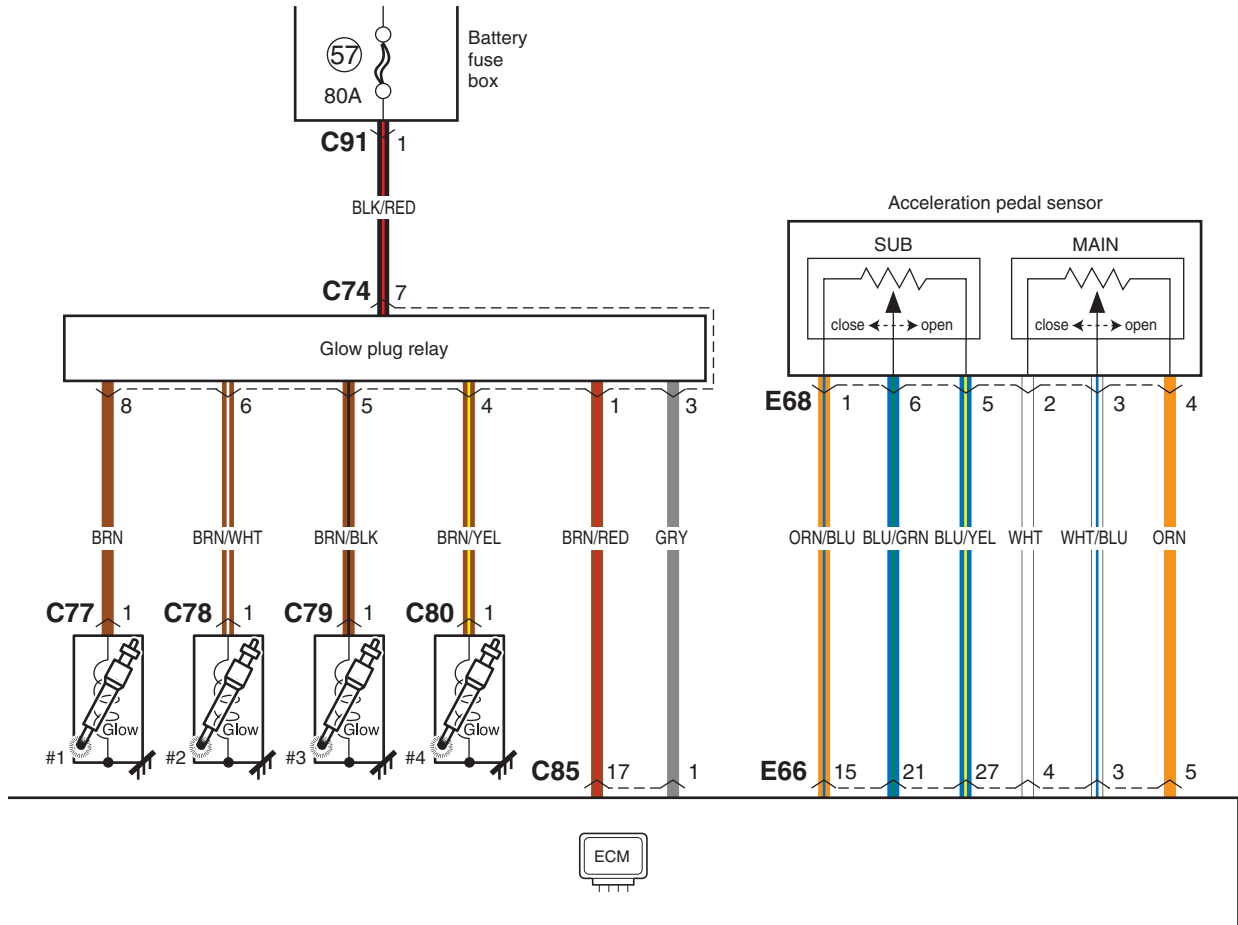 Battery
fuse
box
57
80A
C91 1
BLK/RED
Acceleration pedal sensor
SUB MAIN
close open close open
C74 7
Glow plug relay
8 6 5 4 1 3
E68 1 6 5 2 3 4
BRN BRN/WHT BRN/BLK BRN/YEL BRN/RED GRY ORN/BLU BLU/GRN BLU/YEL WHT WHT/BLU ORN
C77 1 C78 1 C79 1 C80 1
Glow Glow Glow Glow
#1 #2 #3 #4
C85 17 1 E66 15 21 27 4 3 5
ECM